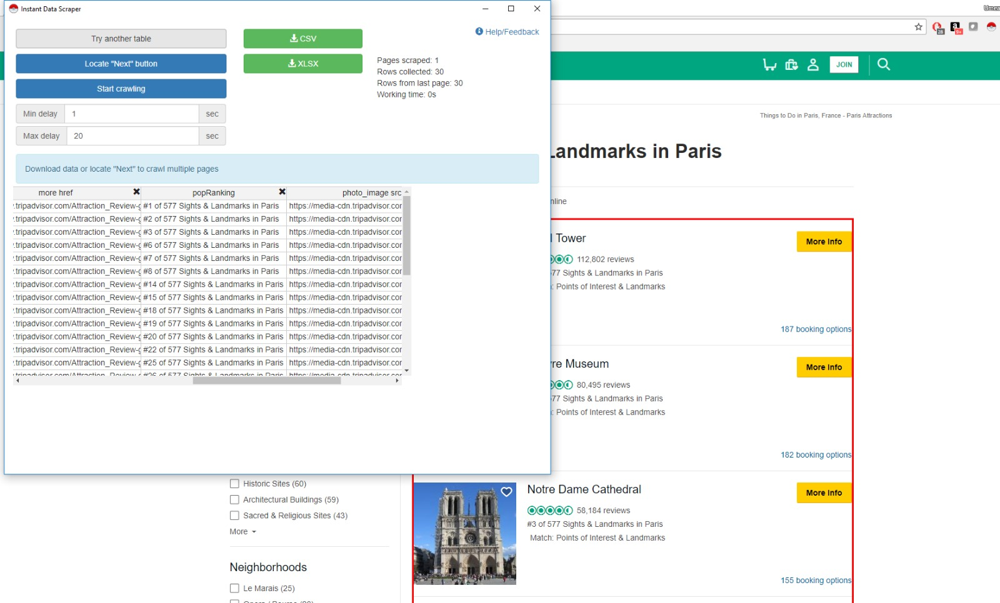 Instant Data Scraper
Try another table
CSV
Help/Feedback
Locate "Next" button
XLSX
Pages scraped: 1
Rows collected: 30
Rows from last page: 30
Working time: 0s
Start crawling
Min delay 1 sec
Max delay 20 sec
Download data or locate "Next" to crawl multiple pages
more href popRanking photo_image src
.tripadvisor.com/Attraction_Review-g #1 of 577 Sights & Landmarks in Paris https://media-cdn.tripadvisor.cor
.tripadvisor.com/Attraction_Review-g #2 of 577 Sights & Landmarks in Paris https://media-cdn.tripadvisor.cor
.tripadvisor.com/Attraction_Review-g #3 of 577 Sights & Landmarks in Paris https://media-cdn.tripadvisor.cor
.tripadvisor.com/Attraction_Review-g #6 of 577 Sights & Landmarks in Paris https://media-cdn.tripadvisor.cor
.tripadvisor.com/Attraction_Review-g #7 of 577 Sights & Landmarks in Paris https://media-cdn.tripadvisor.cor
.tripadvisor.com/Attraction_Review-g #8 of 577 Sights & Landmarks in Paris https://media-cdn.tripadvisor.cor
.tripadvisor.com/Attraction_Review-g #14 of 577 Sights & Landmarks in Paris https://media-cdn.tripadvisor.cor
.tripadvisor.com/Attraction_Review-g #15 of 577 Sights & Landmarks in Paris https://media-cdn.tripadvisor.cor
.tripadvisor.com/Attraction_Review-g #18 of 577 Sights & Landmarks in Paris https://media-cdn.tripadvisor.cor
.tripadvisor.com/Attraction_Review-g #19 of 577 Sights & Landmarks in Paris https://media-cdn.tripadvisor.cor
.tripadvisor.com/Attraction_Review-g #20 of 577 Sights & Landmarks in Paris https://media-cdn.tripadvisor.cor
.tripadvisor.com/Attraction_Review-g #22 of 577 Sights & Landmarks in Paris https://media-cdn.tripadvisor.cor
.tripadvisor.com/Attraction_Review-g #25 of 577 Sights & Landmarks in Paris https://media-cdn.tripadvisor.cor
.tripadvisor.com/Attraction_Review-g #26 of 577 Sights & Landmarks in Paris https://media-cdn.tripadvisor.cor
28
9+
JOIN
Things to Do in Paris, France - Paris Attractions
Landmarks in Paris
nline
l Tower
More Info
112,802 reviews
77 Sights & Landmarks in Paris
: Points of Interest & Landmarks
187 booking options
re Museum
More Info
80,495 reviews
577 Sights & Landmarks in Paris
: Points of Interest & Landmarks
182 booking options
Notre Dame Cathedral
More Info
58,184 reviews
#3 of 577 Sights & Landmarks in Paris
Match: Points of Interest & Landmarks
155 booking options
Historic Sites (60)
Architectural Buildings (59)
Sacred & Religious Sites (43)
More
Neighborhoods
Le Marais (25)